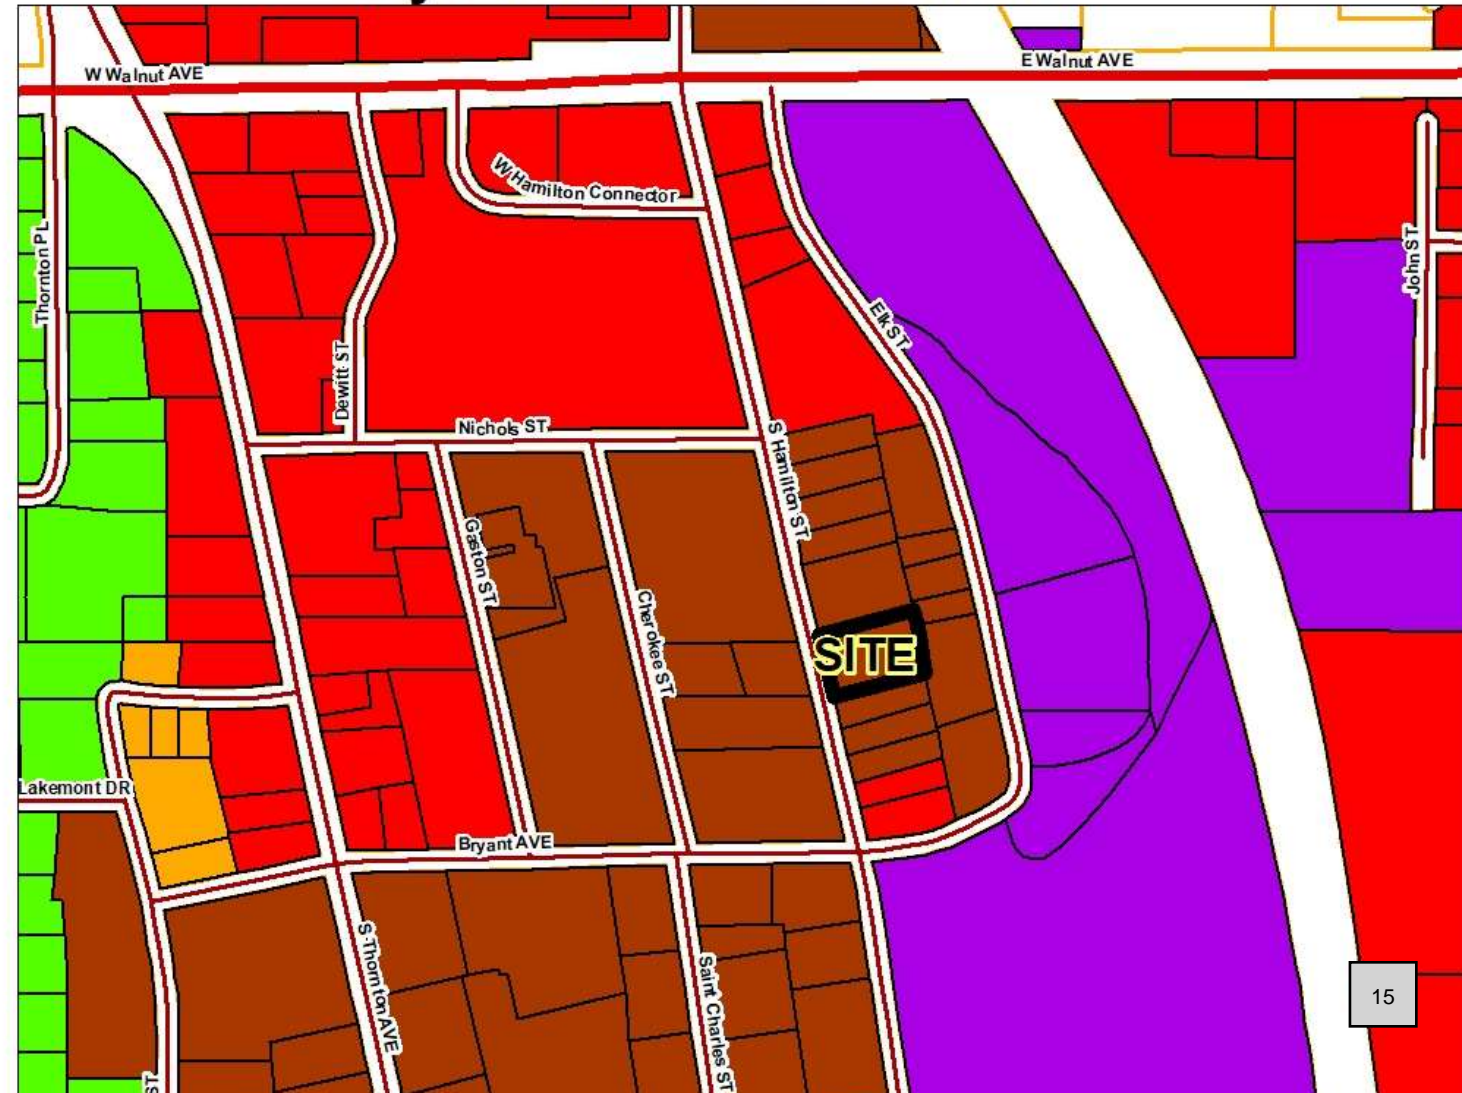 W Walnut AVE
E Walnut AVE
W Hamilton Connector
Thornton PL
John ST
Elk ST
Dewitt ST
Nichols ST
S Hamilton ST
Gaston ST
Cherokee ST
SITE
Lakemont DR
Bryant AVE
S Thornton AVE
Saint Charles ST
15
ST